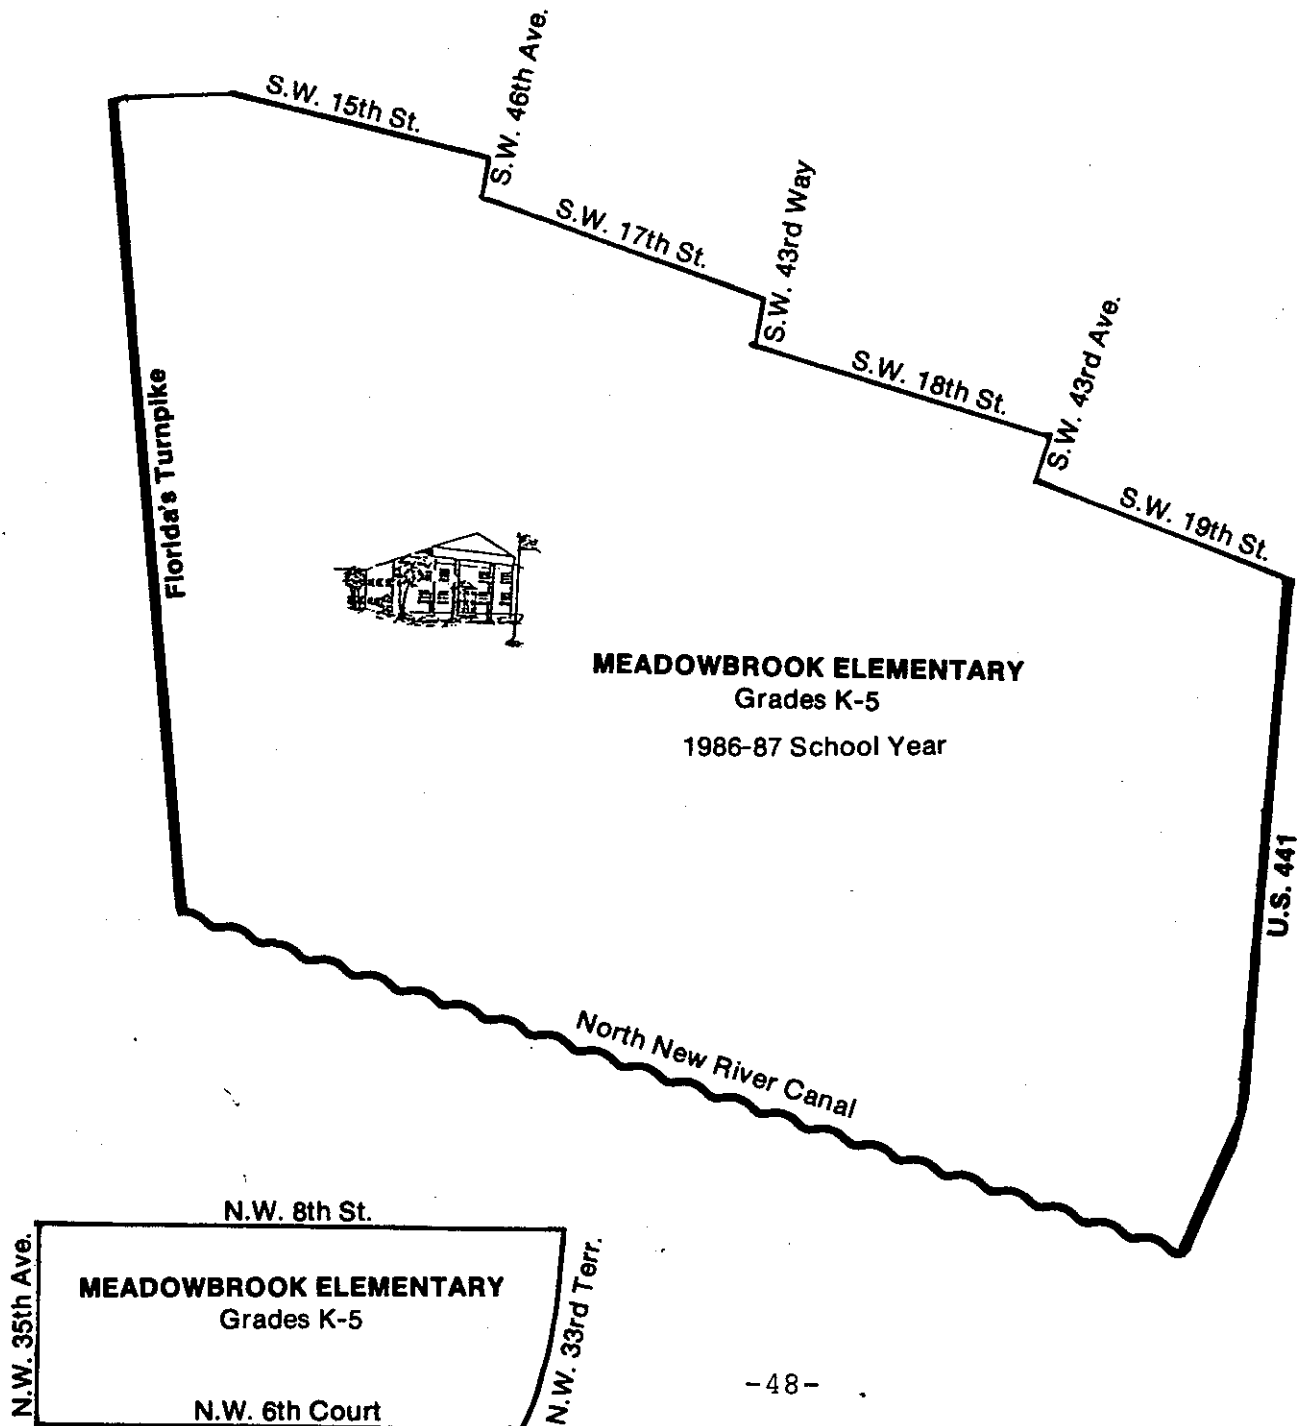 S.W. 15th St.
S.W. 46th Ave.
S.W. 17th St.
S.W. 43rd Way
S.W. 18th St.
S.W. 43rd Ave.
S.W. 19th St.
Florida's Turnpike
MEADOWBROOK ELEMENTARY
Grades K-5
1986-87 School Year
U.S. 441
North New River Canal
N.W. 8th St.
N.W. 35th Ave.
MEADOWBROOK ELEMENTARY
Grades K-5
N.W. 33rd Terr.
N.W. 6th Court
-48-